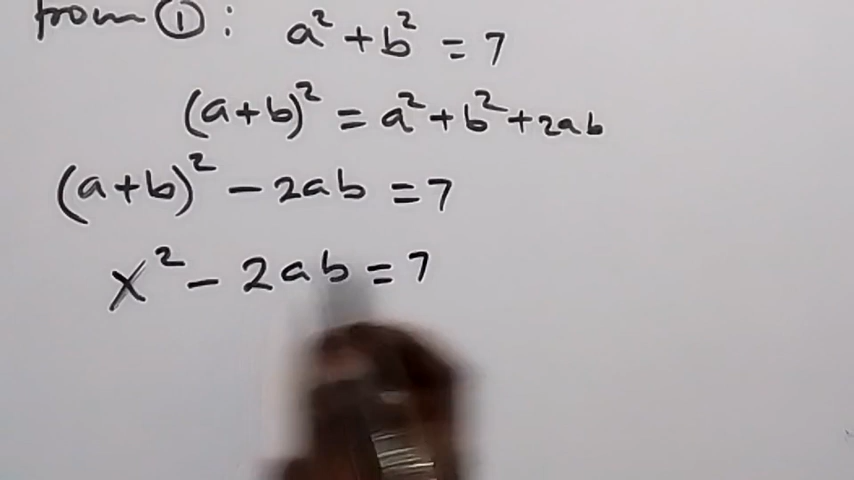 from ①: a² + b² = 7
(a+b)² = a² + b² + 2ab
(a+b)² - 2ab = 7
x² - 2ab = 7